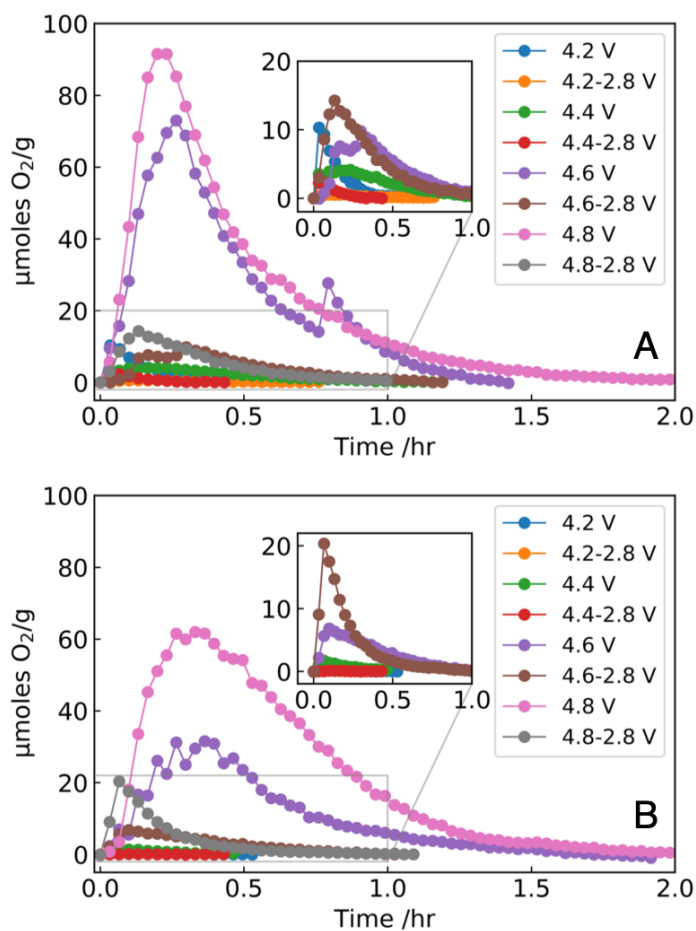 100
80
60
40
20
0
μmoles O₂/g
20
10
0
0.0 0.5 1.0
4.2 V
4.2-2.8 V
4.4 V
4.4-2.8 V
4.6 V
4.6-2.8 V
4.8 V
4.8-2.8 V
A
0.0 0.5 1.0 1.5 2.0
Time /hr
100
80
60
40
20
0
μmoles O₂/g
20
10
0
0.0 0.5 1.0
4.2 V
4.2-2.8 V
4.4 V
4.4-2.8 V
4.6 V
4.6-2.8 V
4.8 V
4.8-2.8 V
B
0.0 0.5 1.0 1.5 2.0
Time /hr